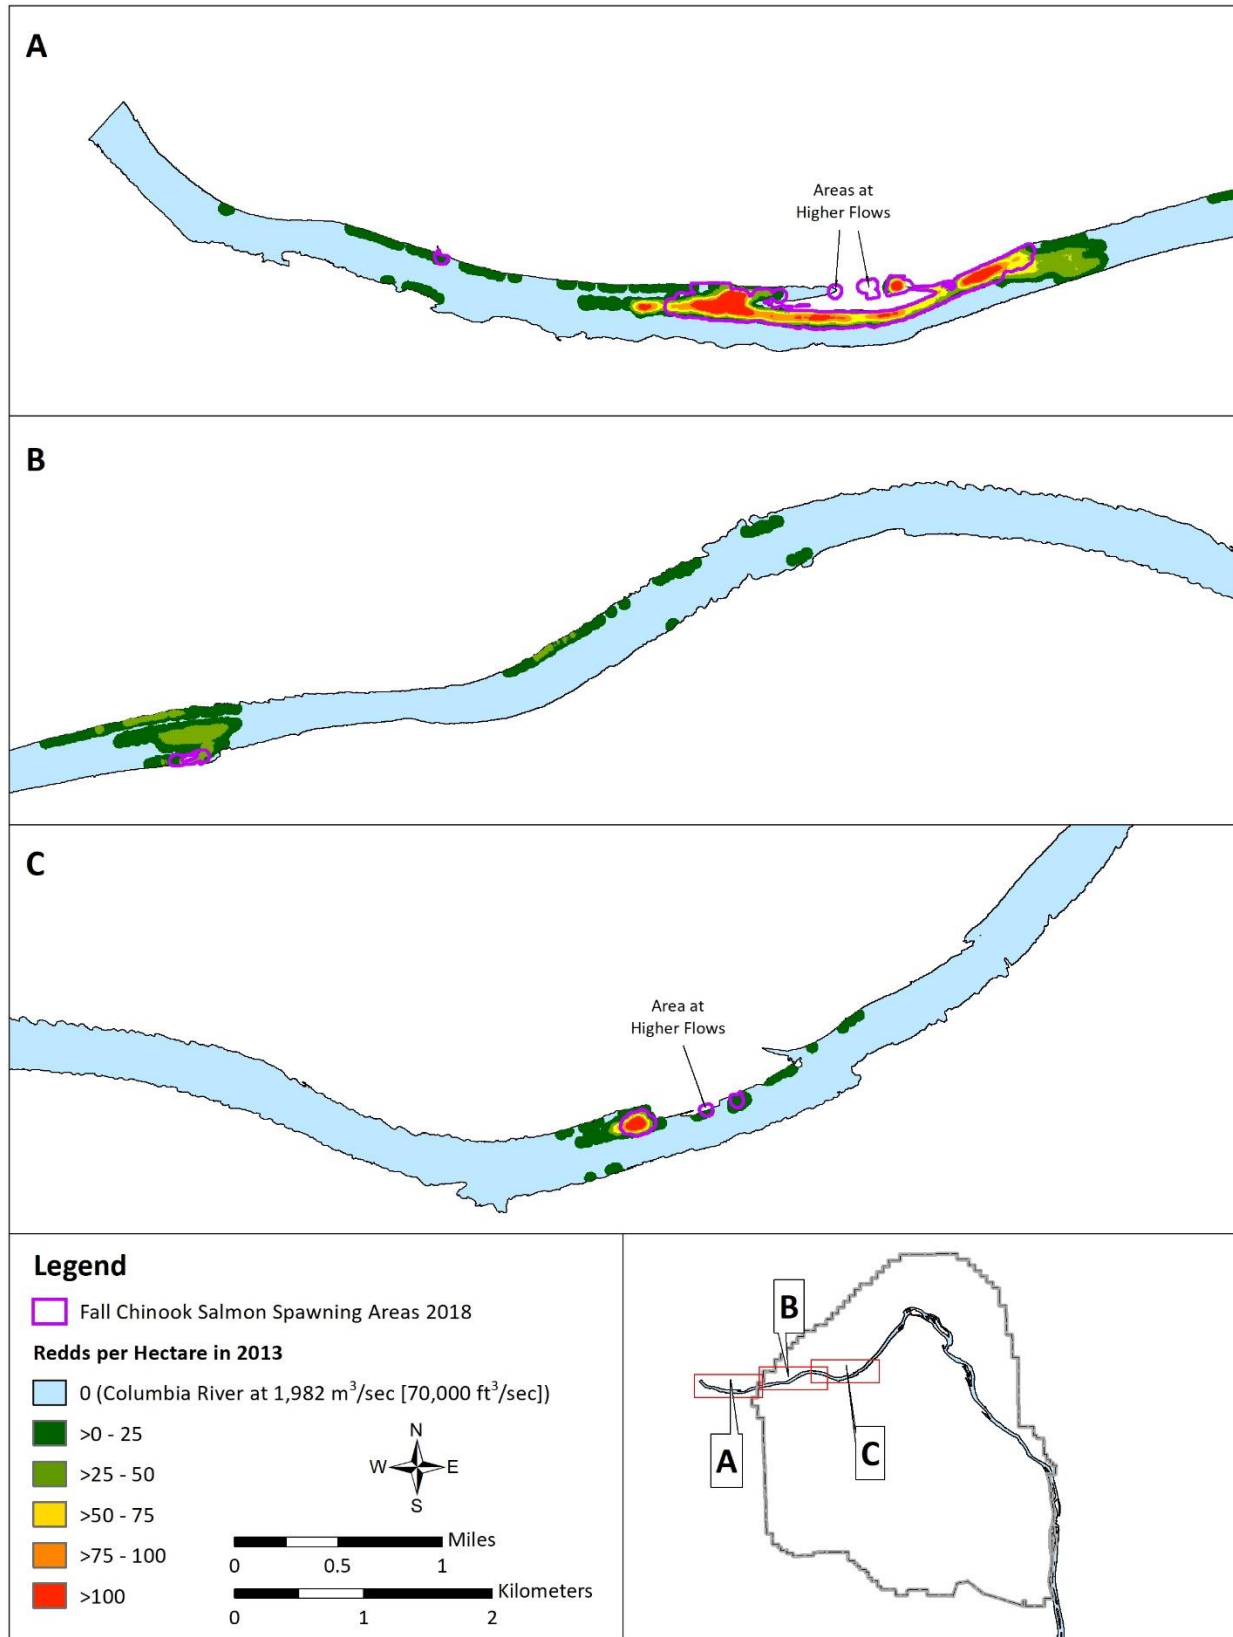 A
Areas at
Higher Flows
B
C
Area at
Higher Flows
Legend
Fall Chinook Salmon Spawning Areas 2018
Redds per Hectare in 2013
0 (Columbia River at 1,982 m³/sec [70,000 ft³/sec])
>0 - 25
>25 - 50
>50 - 75
>75 - 100
>100
N
W E
S
Miles
0 0.5 1
Kilometers
0 1 2
B
A
C